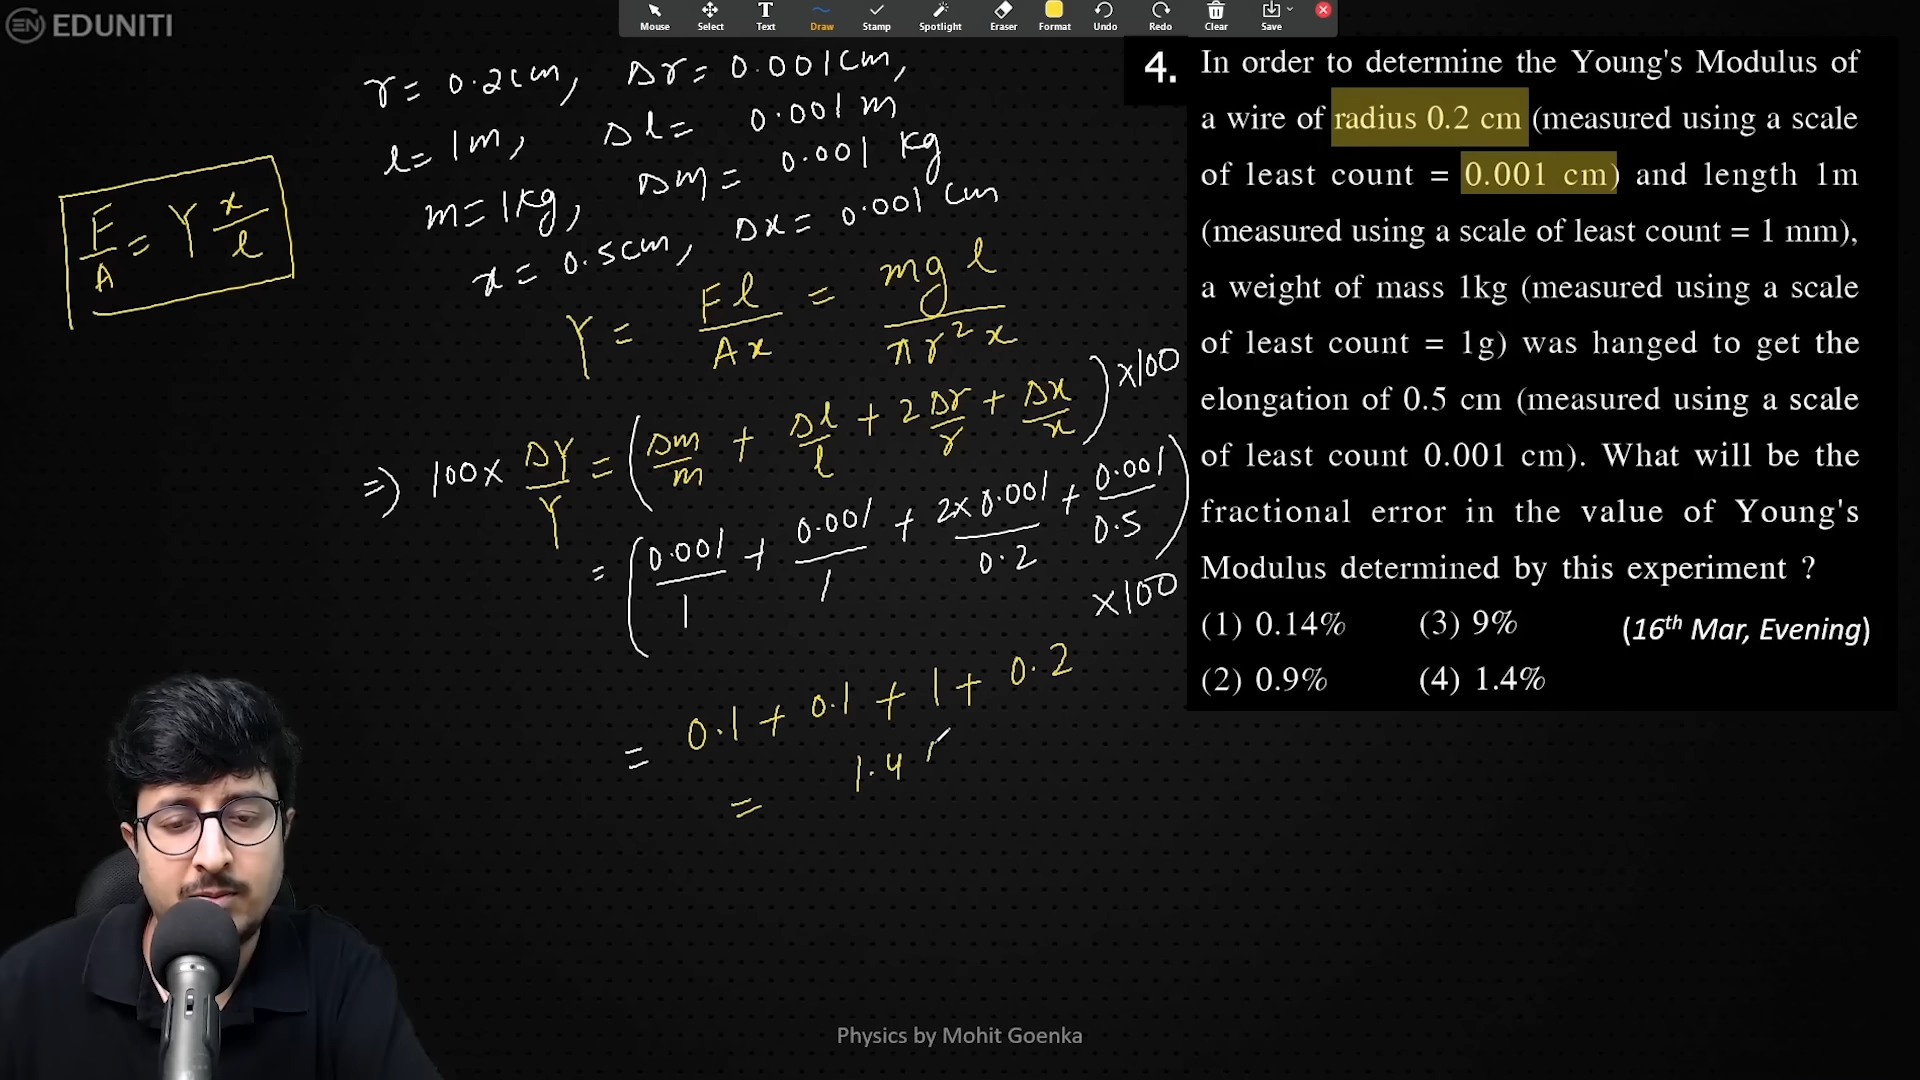 EN EDUNITI
Mouse Select Text Draw Stamp Spotlight Eraser Format Undo Redo Clear Save
r = 0.2cm, Δr = 0.001cm,
l = 1m, Δl = 0.001 m
m = 1kg, Δm = 0.001 kg
x = 0.5cm, Δx = 0.001 cm
F/A = Y x/l
Y = Fl/Ax = mgl/πr²x
⇒ 100× ΔY/Y = (Δm/m + Δl/l + 2Δr/r + Δx/x) ×100
= (0.001/1 + 0.001/1 + 2×0.001/0.2 + 0.001/0.5) ×100
= 0.1 + 0.1 + 1 + 0.2
= 1.4
4. In order to determine the Young's Modulus of
a wire of radius 0.2 cm (measured using a scale
of least count = 0.001 cm) and length 1m
(measured using a scale of least count = 1 mm),
a weight of mass 1kg (measured using a scale
of least count = 1g) was hanged to get the
elongation of 0.5 cm (measured using a scale
of least count 0.001 cm). What will be the
fractional error in the value of Young's
Modulus determined by this experiment ?
(1) 0.14% (3) 9% (16th Mar, Evening)
(2) 0.9% (4) 1.4%
Physics by Mohit Goenka